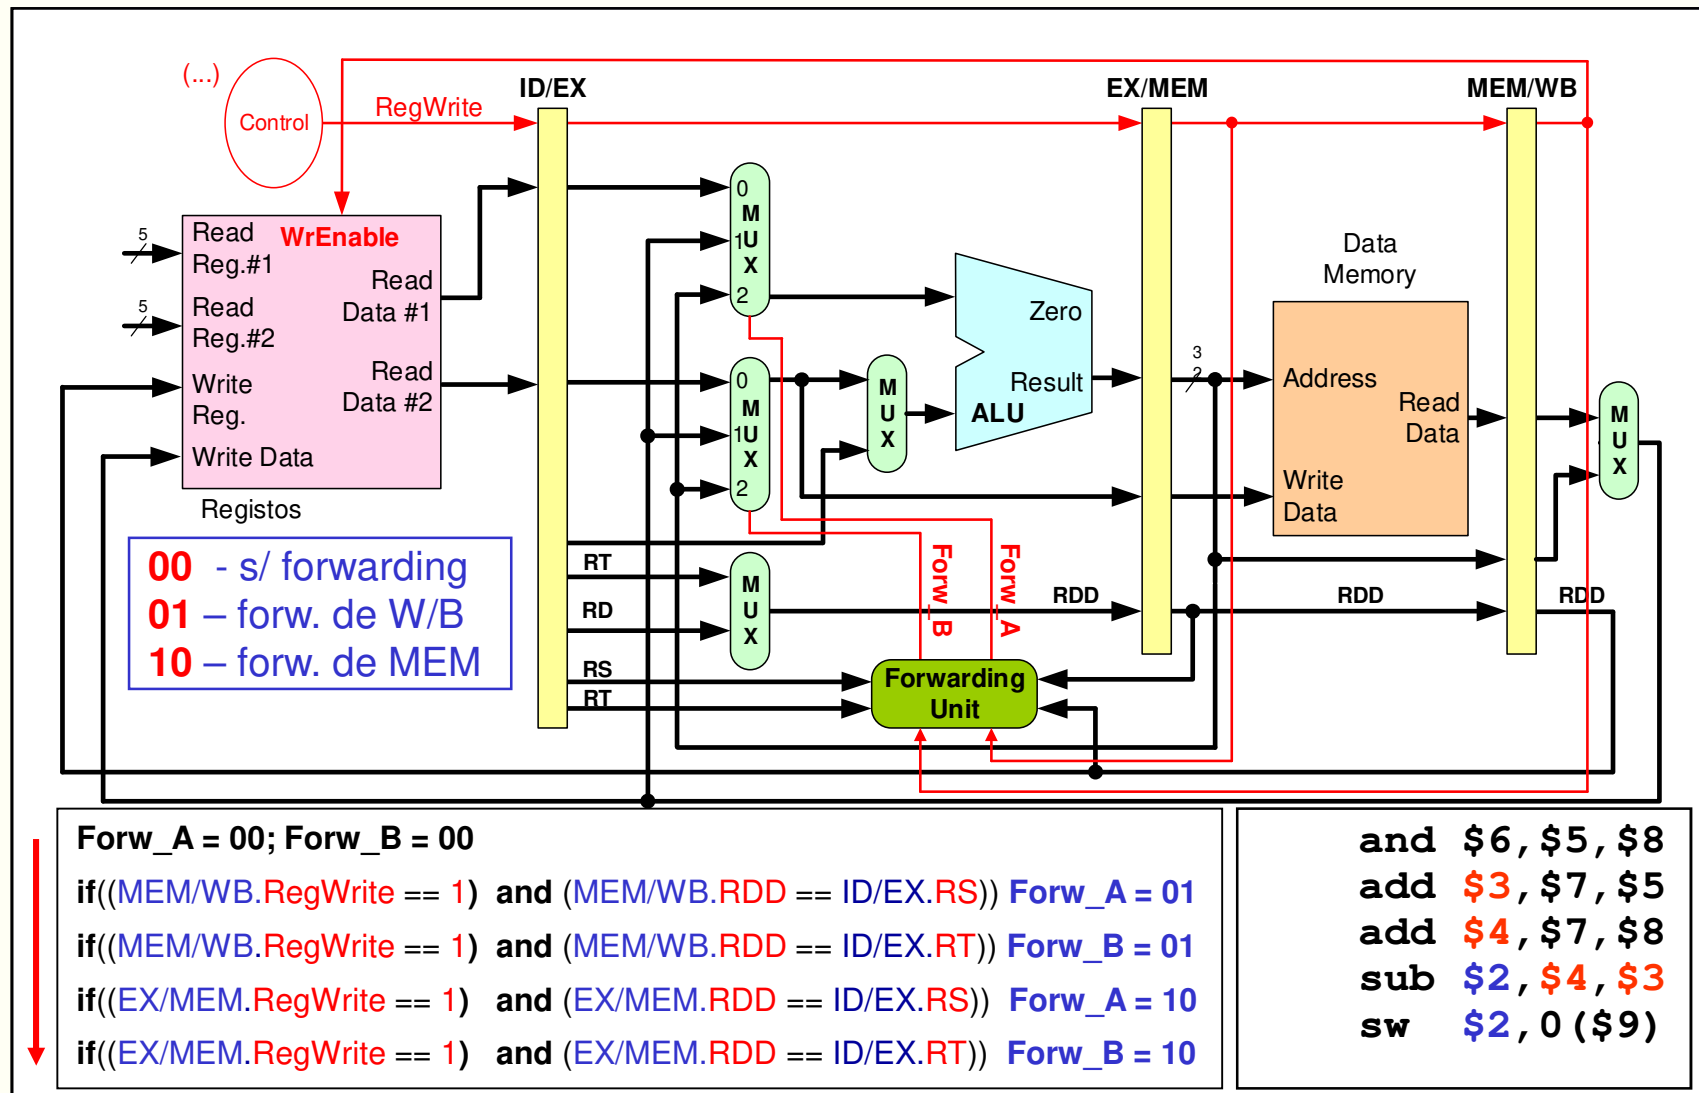 (...)
Control
RegWrite
ID/EX
EX/MEM
MEM/WB
WrEnable
5
Read
Reg.#1
5
Read
Reg.#2
Read
Data #1
Write
Reg.
Read
Data #2
Write Data
Registos
0
M
1U
X
2
0
M
1U
X
2
M
U
X
Zero
Result
ALU
3
2
Data
Memory
Address
Read
Data
Write
Data
M
U
X
00 - s/ forwarding
01 – forw. de W/B
10 – forw. de MEM
RT
RD
RS
RT
M
U
X
Forw_B
Forw_A
RDD
RDD
RDD
Forwarding
Unit
Forw_A = 00; Forw_B = 00
if((MEM/WB.RegWrite == 1) and (MEM/WB.RDD == ID/EX.RS)) Forw_A = 01
if((MEM/WB.RegWrite == 1) and (MEM/WB.RDD == ID/EX.RT)) Forw_B = 01
if((EX/MEM.RegWrite == 1) and (EX/MEM.RDD == ID/EX.RS)) Forw_A = 10
if((EX/MEM.RegWrite == 1) and (EX/MEM.RDD == ID/EX.RT)) Forw_B = 10
and $6,$5,$8
add $3,$7,$5
add $4,$7,$8
sub $2,$4,$3
sw $2,0($9)